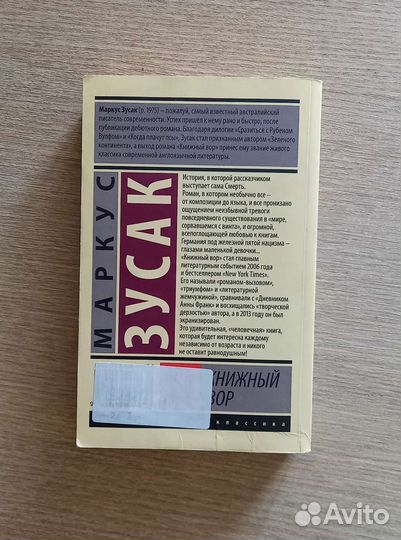 Маркус Зусак (р. 1975) — пожалуй, самый известный австралийский
писатель современности. Успех пришел к нему рано и быстро, после
публикации дебютного романа. Благодаря дилогии «Сразиться с Рубеном
Вулфом» и «Когда плачут псы», Зусак стал признанным автором «Зеленого
континента», а выход романа «Книжный вор» принес ему звание живого
классика современной англоязычной литературы.
МАРКУС
ЗУСАК
История, в которой рассказчиком
выступает сама Смерть.
Роман, в котором необычно все –
от композиции до языка, и все пронизано
ощущением неизбывной тревоги
повседневного существования в «мире,
сорвавшемся с винта», и огромной,
всепоглощающей любовью к книгам.
Германия под железной пятой нацизма –
глазами маленькой девочки...
«Книжный вор» стал главным
литературным событием 2006 года
и бестселлером «New York Times».
Его называли «романом-вызовом»,
«триумфом» и «литературной
жемчужиной», сравнивали с «Дневником
Анны Франк» и восхищались «творческой
дерзостью» автора, а в 2013 году он был
экранизирован.
Это удивительная, «человечная» книга,
которая будет интересна каждому
независимо от возраста и никого
не оставит равнодушным!
КНИЖНЫЙ
ВОР
классика
Avito